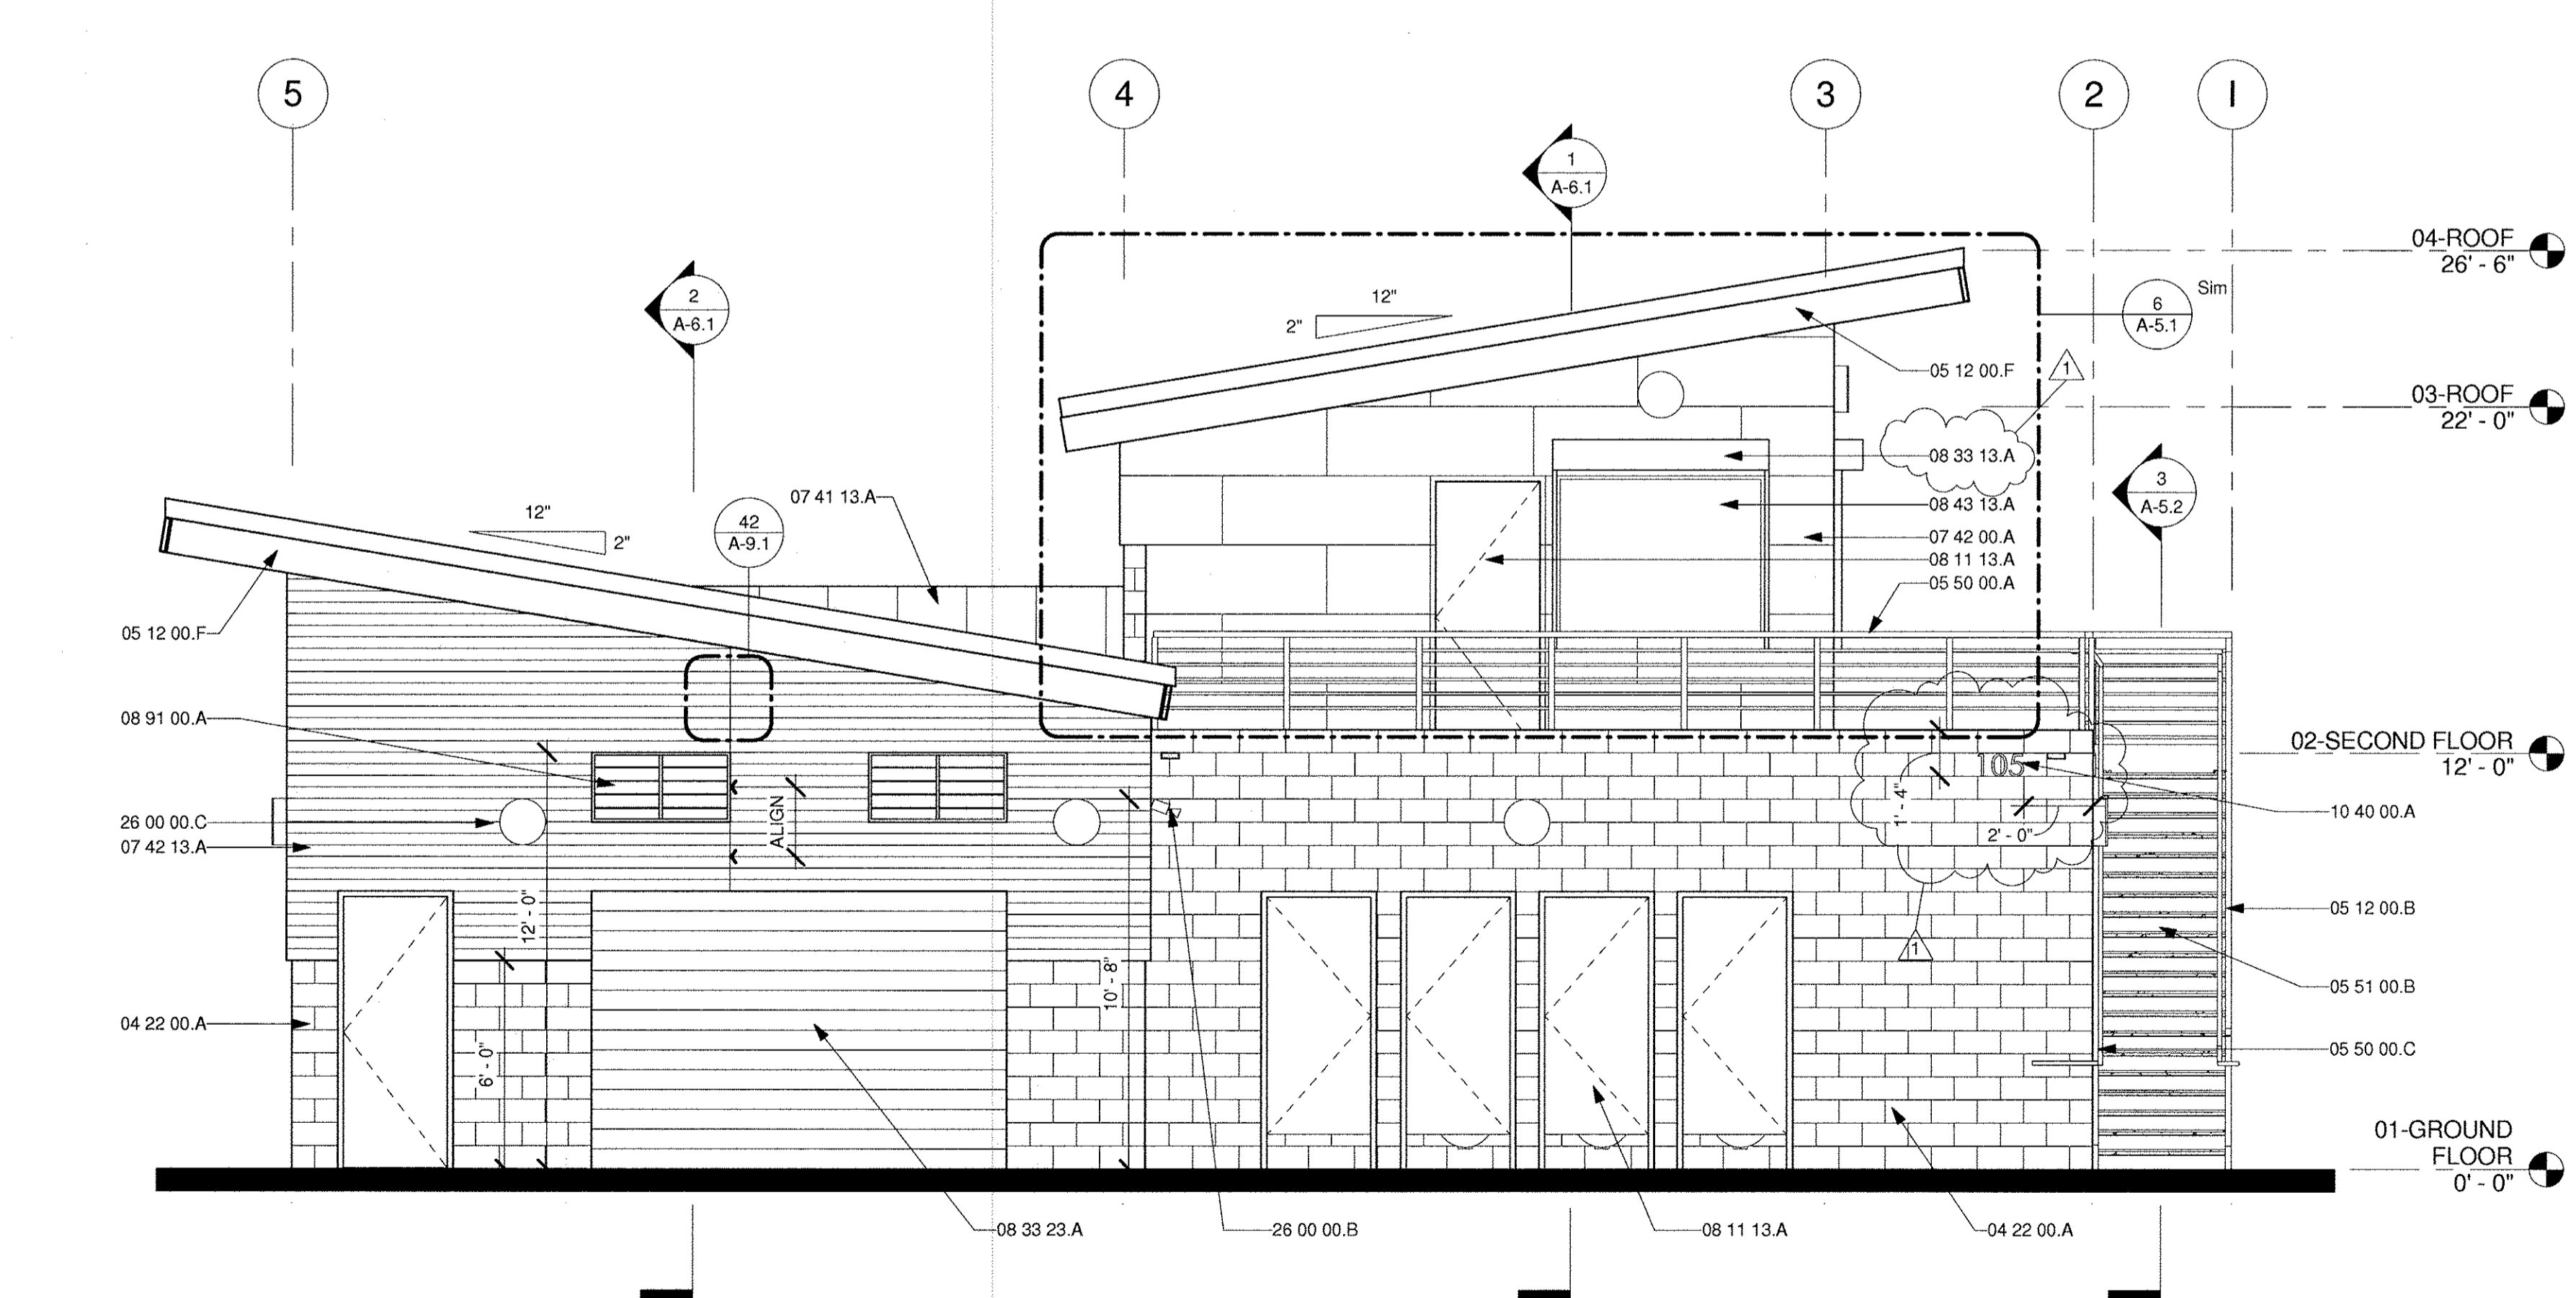 5
4
3
2
1
1
A-6.1
04-ROOF
26' - 6"
2
A-6.1
12"
2"
6
A-5.1
Sim
05 12 00.F
1
03-ROOF
22' - 0"
08 33 13.A
3
A-5.2
12"
2"
42
A-9.1
07 41 13.A
08 43 13.A
07 42 00.A
08 11 13.A
05 50 00.A
05 12 00.F
08 91 00.A
02-SECOND FLOOR
12' - 0"
105
ALIGN
1' - 4"
2' - 0"
10 40 00.A
26 00 00.C
07 42 13.A
12' - 0"
05 12 00.B
1
10' - 8"
05 51 00.B
04 22 00.A
6' - 0"
05 50 00.C
01-GROUND
FLOOR
0' - 0"
08 33 23.A
26 00 00.B
08 11 13.A
04 22 00.A